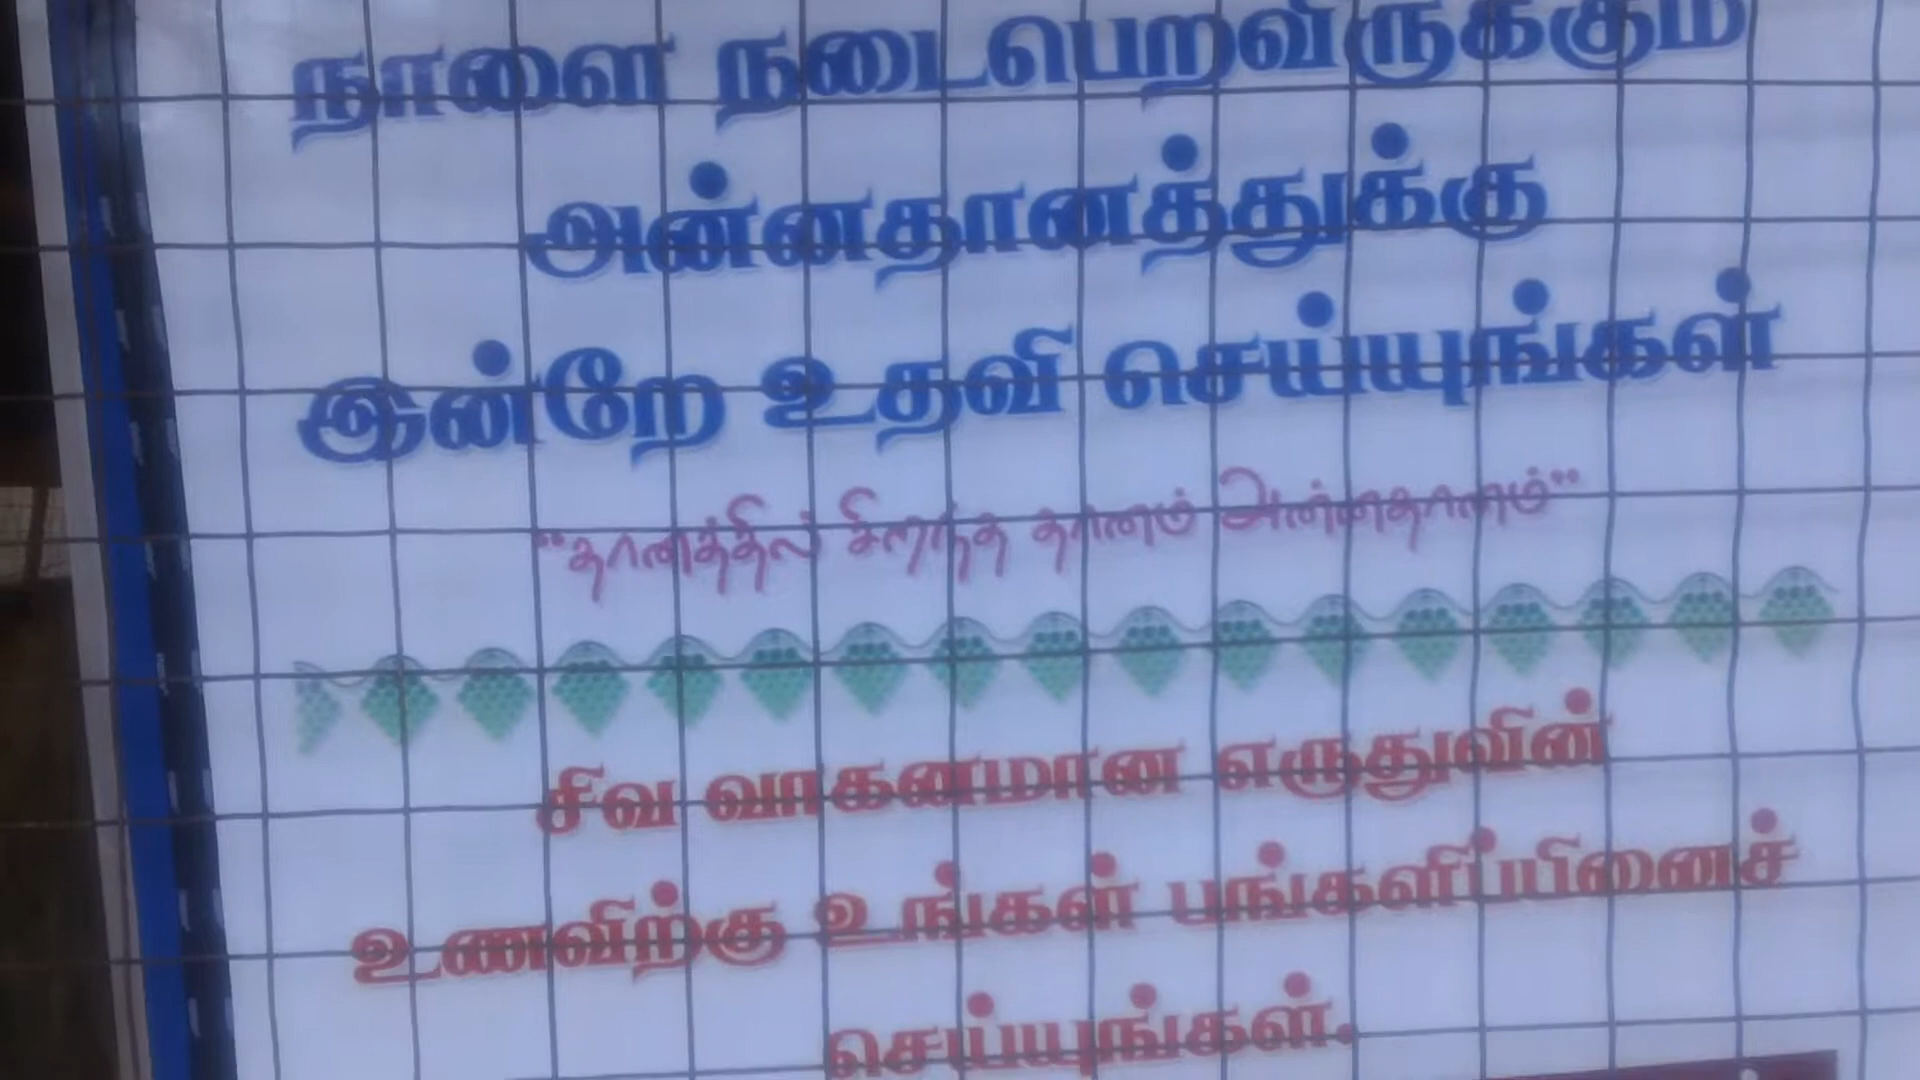 நாளை நடைபெறவிருக்கும்
அன்னதானத்துக்கு
இன்றே உதவி செய்யுங்கள்
"தானத்தில் சிறந்த தானம் அன்னதானம்"
சிவ வாகனமான எருதுவின்
உணவிற்கு உங்கள் பங்களிப்பினைச்
செய்யுங்கள்.